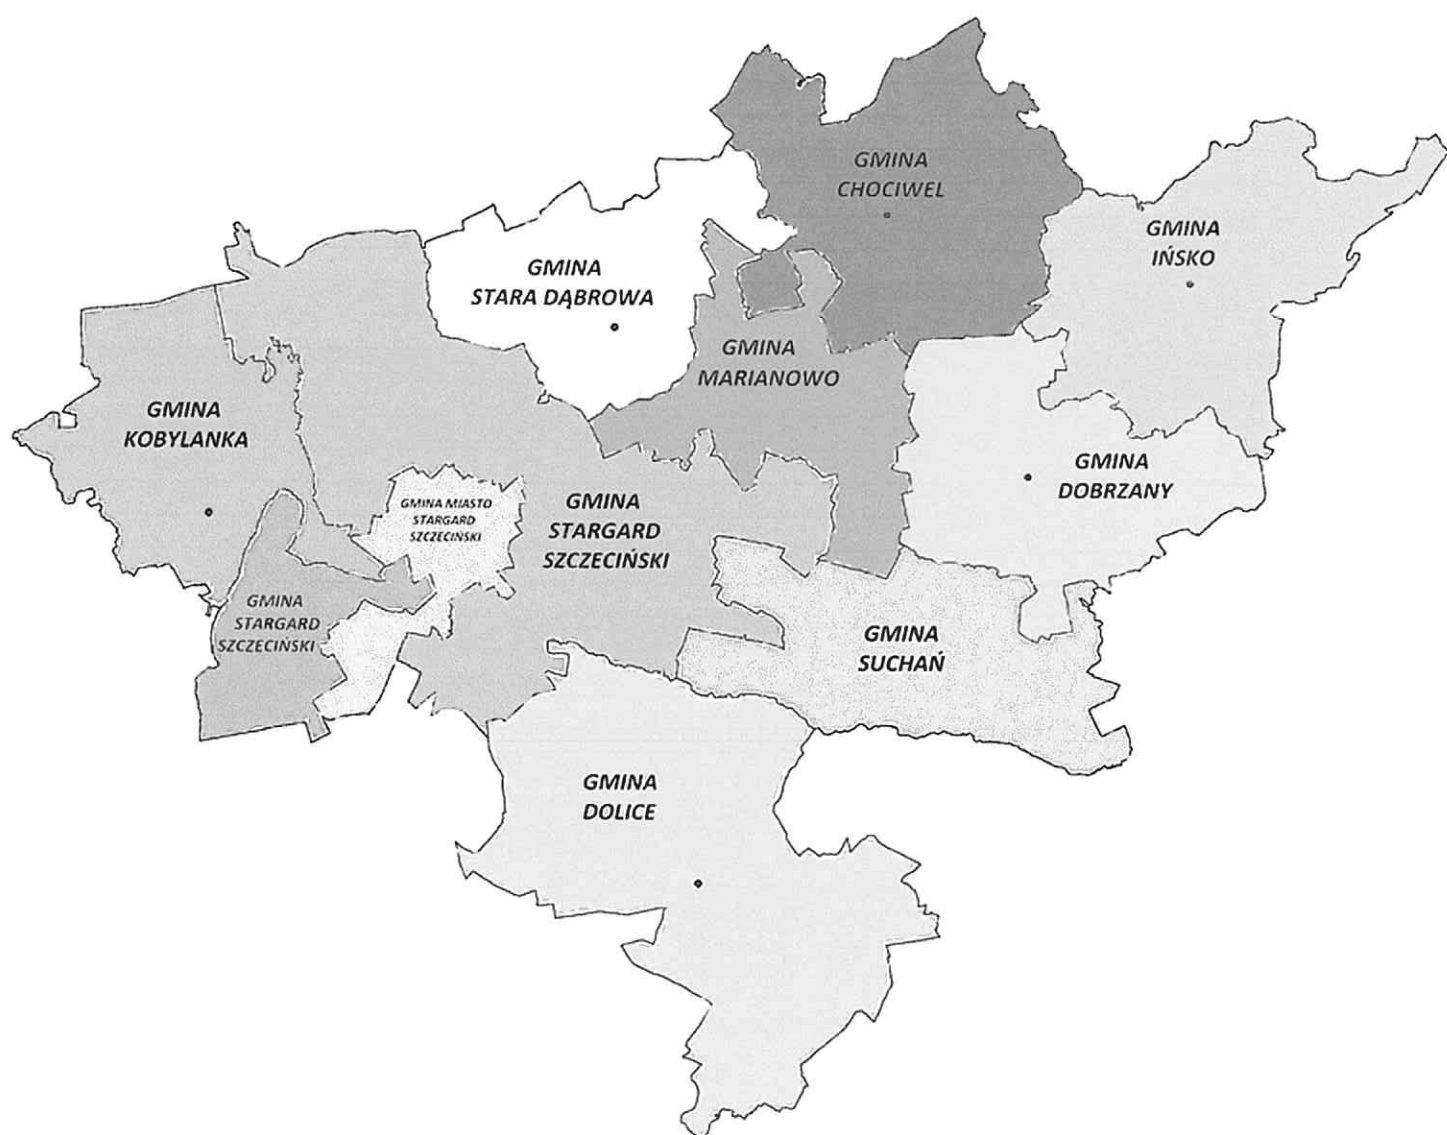 GMINA
CHOCIWEL
GMINA
IŃSKO
GMINA
STARA DĄBROWA
GMINA
MARIANOWO
GMINA
KOBYLANKA
GMINA
DOBRZANY
GMINA MIASTO
STARGARD
SZCZECIŃSKI
GMINA
STARGARD
SZCZECIŃSKI
GMINA
STARGARD
SZCZECIŃSKI
GMINA
SUCHAŃ
GMINA
DOLICE